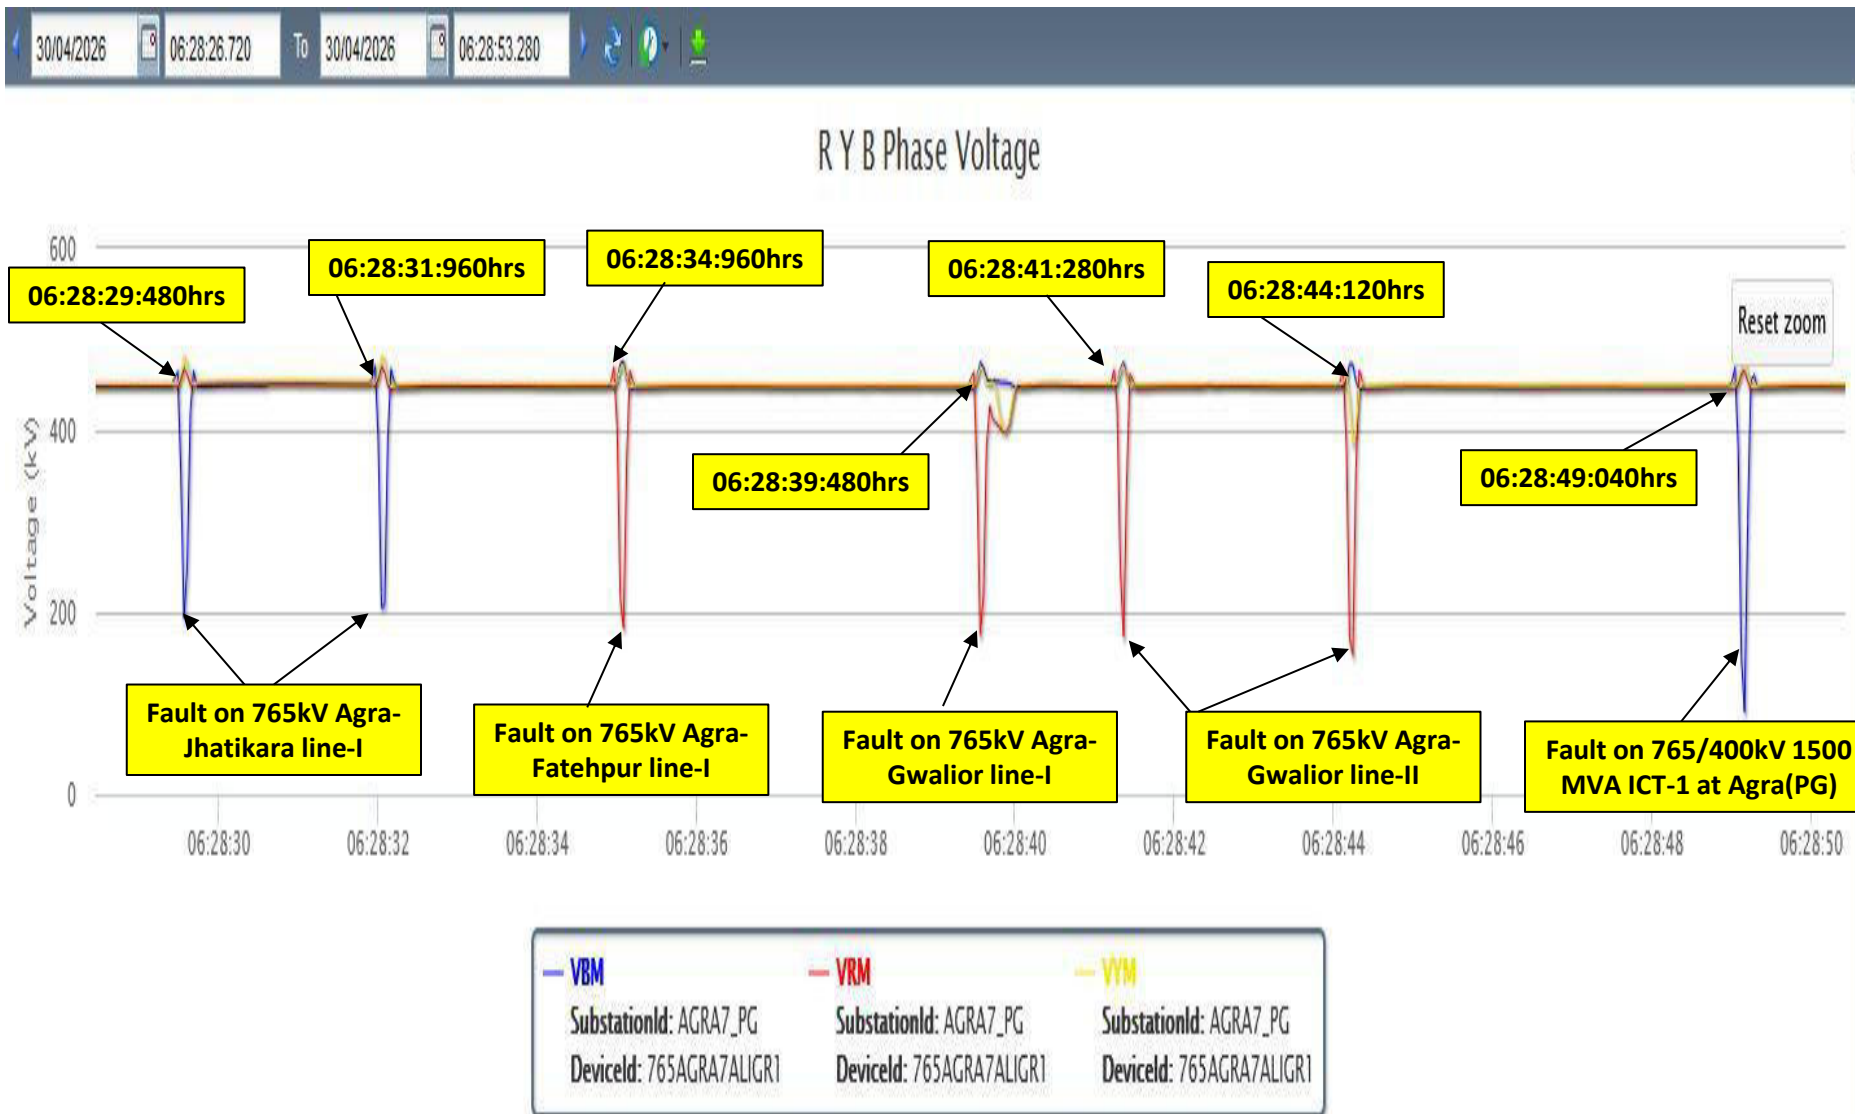 30/04/2026 06:28:26.720 To 30/04/2026 06:28:53.280
R Y B Phase Voltage
600
400
200
0
Voltage (kV)
06:28:29:480hrs
06:28:31:960hrs
06:28:34:960hrs
06:28:41:280hrs
06:28:44:120hrs
Reset zoom
06:28:39:480hrs
06:28:49:040hrs
Fault on 765kV Agra-
Jhatikara line-I
Fault on 765kV Agra-
Fatehpur line-I
Fault on 765kV Agra-
Gwalior line-I
Fault on 765kV Agra-
Gwalior line-II
Fault on 765/400kV 1500
MVA ICT-1 at Agra(PG)
06:28:30 06:28:32 06:28:34 06:28:36 06:28:38 06:28:40 06:28:42 06:28:44 06:28:46 06:28:48 06:28:50
VBM
SubstationId: AGRA7_PG
DeviceId: 765AGRA7ALIGR1
VRM
SubstationId: AGRA7_PG
DeviceId: 765AGRA7ALIGR1
VYM
SubstationId: AGRA7_PG
DeviceId: 765AGRA7ALIGR1